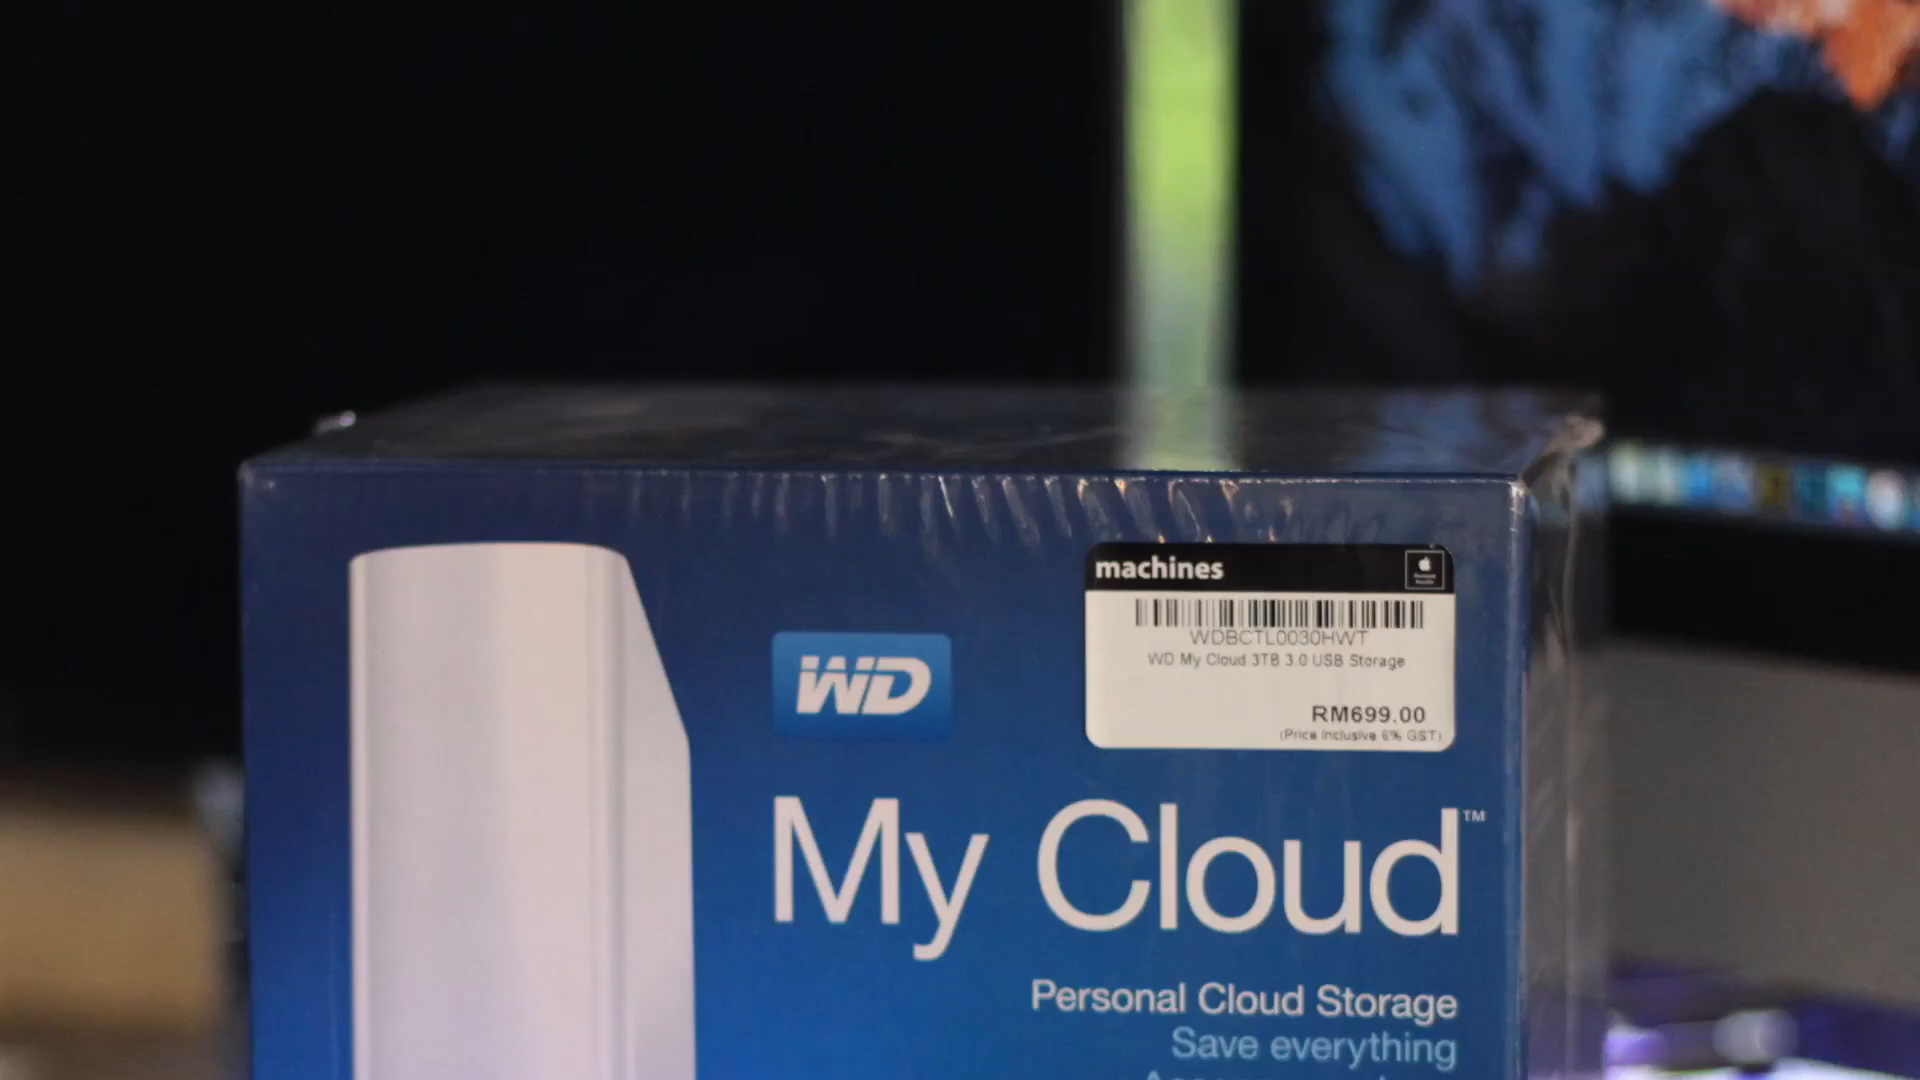 machines
WDBCTL0030HWT
WD My Cloud 3TB 3.0 USB Storage
RM699.00
(Price Inclusive 6% GST)
WD
My Cloud™
Personal Cloud Storage
Save everything